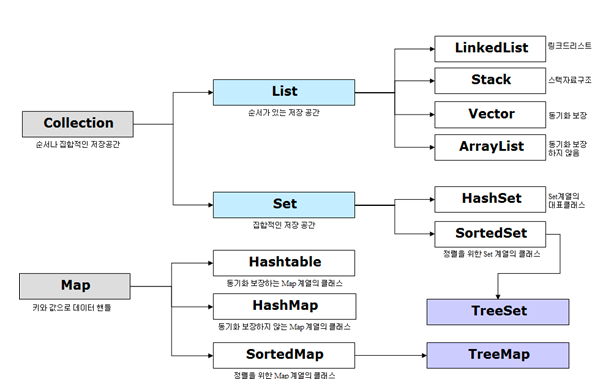 LinkedList
링크드리스트
Stack
스택자료구조
List
순서가 있는 저장 공간
Vector
동기화 보장
Collection
순서나 집합적인 저장공간
ArrayList
동기화 보장
하지 않음
Set
집합적인 저장 공간
HashSet
Set계열의
대표클래스
SortedSet
정렬을 위한 Set 계열의 클래스
Hashtable
동기화 보장하는 Map 계열의 클래스
Map
키와 값으로 데이터 핸들
HashMap
동기화 보장하지 않는 Map 계열의 클래스
TreeSet
SortedMap
정렬을 위한 Map 계열의 클래스
TreeMap